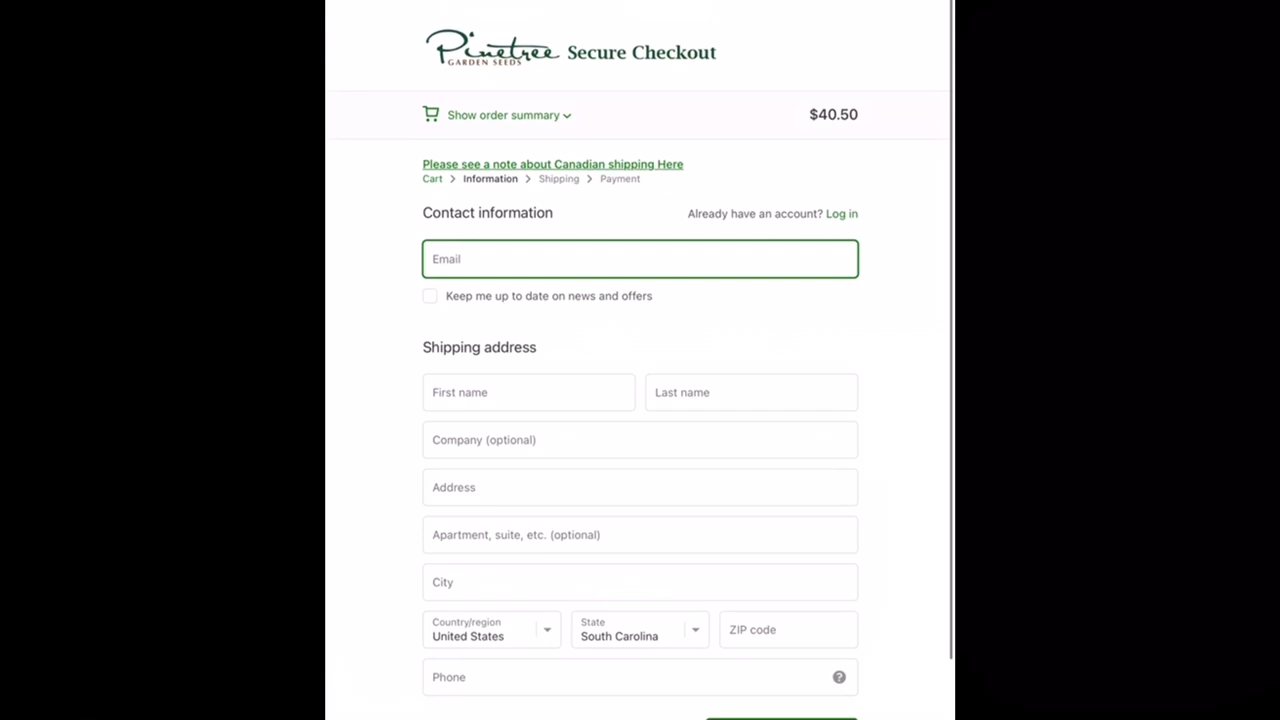 Pinetree
GARDEN SEEDS
Secure Checkout
Show order summary
$40.50
Please see a note about Canadian shipping Here
Cart > Information > Shipping > Payment
Contact information
Already have an account? Log in
Email
Keep me up to date on news and offers
Shipping address
First name
Last name
Company (optional)
Address
Apartment, suite, etc. (optional)
City
Country/region
United States
State
South Carolina
ZIP code
Phone
?